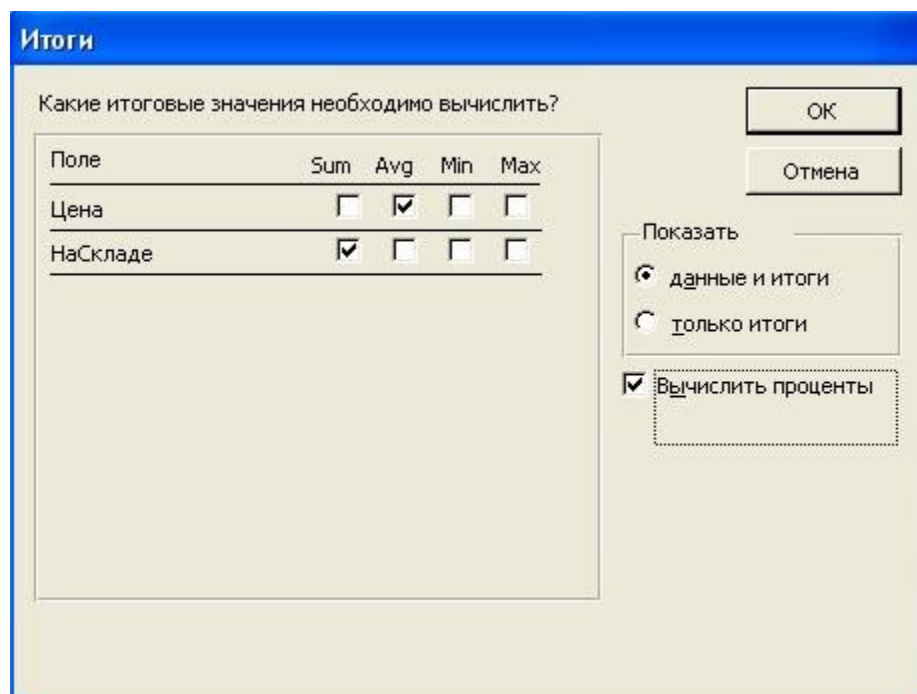 Итоги
Какие итоговые значения необходимо вычислить?
OK
Отмена
Поле Sum Avg Min Max
Цена
НаСкладе
Показать
данные и итоги
только итоги
Вычислить проценты